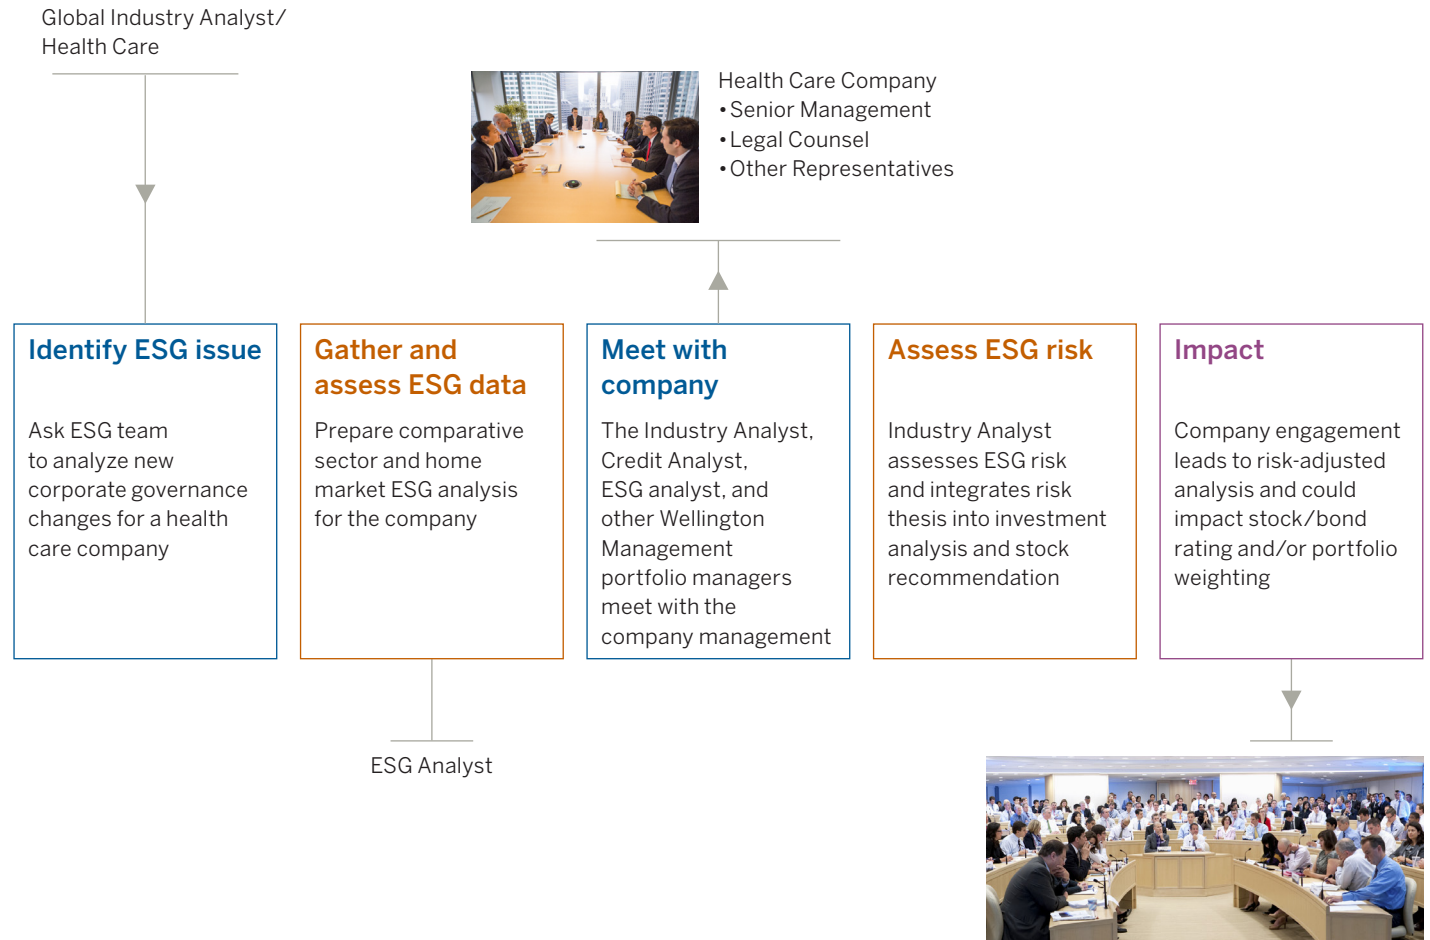 Global Industry Analyst/
Health Care
Health Care Company
•Senior Management
•Legal Counsel
•Other Representatives
Identify ESG issue
Ask ESG team
to analyze new
corporate governance
changes for a health
care company
Gather and
assess ESG data
Prepare comparative
sector and home
market ESG analysis
for the company
Meet with
company
The Industry Analyst,
Credit Analyst,
ESG analyst, and
other Wellington
Management
portfolio managers
meet with the
company management
Assess ESG risk
Industry Analyst
assesses ESG risk
and integrates risk
thesis into investment
analysis and stock
recommendation
Impact
Company engagement
leads to risk-adjusted
analysis and could
impact stock/bond
rating and/or portfolio
weighting
ESG Analyst